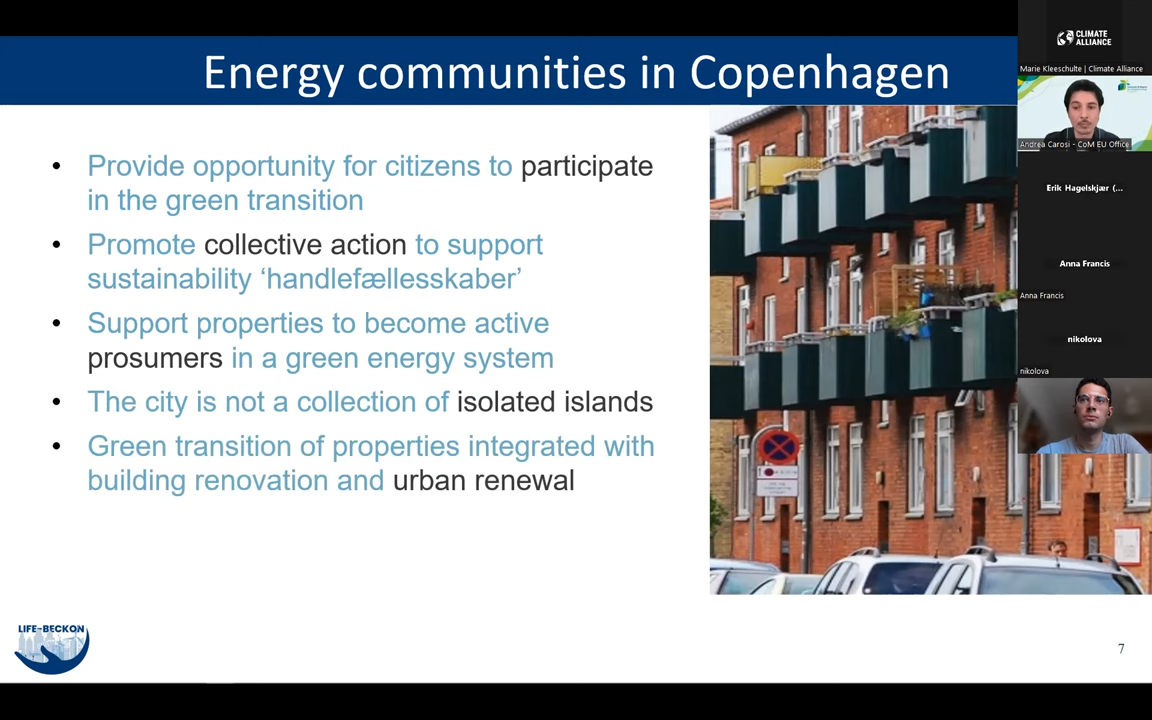 Energy communities in Copenhagen
• Provide opportunity for citizens to participate
in the green transition
• Promote collective action to support
sustainability ‘handlefællesskaber’
• Support properties to become active
prosumers in a green energy system
• The city is not a collection of isolated islands
• Green transition of properties integrated with
building renovation and urban renewal
LIFE-BECKON
7
CLIMATE
ALLIANCE
Marie Kleeschulte | Climate Alliance
Andrea Carosi - CoM EU Office
Erik Hagelskjær (...
Anna Francis
Anna Francis
nikolova
nikolova